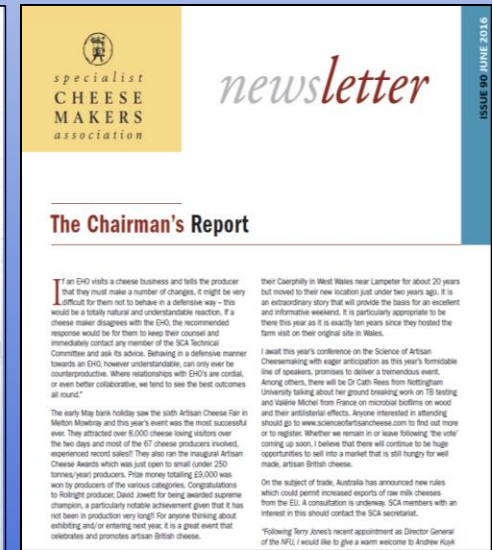 specialist
CHEESE
MAKERS
association
newsletter
ISSUE 90 JUNE 2016
The Chairman's Report
If an EHO visits a cheese business and tells the producer
that they must make a number of changes, it might be very
difficult for them not to behave in a defensive way – this
would be a totally natural and understandable reaction. If a
cheese maker disagrees with the EHO, the recommended
response would be for them to keep their counsel and
immediately contact any member of the SCA Technical
Committee and ask its advice. Behaving in a defensive manner
towards an EHO, however understandable, can only ever be
counterproductive. Where relationships with EHO's are cordial,
or even better collaborative, we tend to see the best outcomes
all round."
The early May bank holiday saw the sixth Artisan Cheese Fair in
Melton Mowbray and this year's event was the most successful
ever. They attracted over 8,000 cheese loving visitors over
the two days and most of the 67 cheese producers involved,
experienced record sales!! They also ran the inaugural Artisan
Cheese Awards which was just open to small (under 250
tonnes/year) producers. Prize money totalling £9,000 was
won by producers of the various categories. Congratulations
to Rollright producer, David Jowett for being awarded supreme
champion, a particularly notable achievement given that it has
not been in production very long!! For anyone thinking about
exhibiting and/or entering next year, it is a great event that
celebrates and promotes artisan British cheese.
their Caerphilly in West Wales near Lampeter for about 20 years
but moved to their new location just under two years ago. It is
an extraordinary story that will provide the basis for an excellent
and informative weekend. It is particularly appropriate to be
there this year as it is exactly ten years since they hosted the
farm visit on their original site in Wales.
I await this year's conference on the Science of Artisan
Cheesemaking with eager anticipation as this year's formidable
line of speakers, promises to deliver a tremendous event.
Among others, there will be Dr Cath Rees from Nottingham
University talking about her ground breaking work on TB testing
and Valérie Michel from France on microbial biofilms on wood
and their antilisterial effects. Anyone interested in attending
should go to www.scienceofartisancheese.com to find out more
or to register. Whether we remain in or leave following 'the vote'
coming up soon, I believe that there will continue to be huge
opportunities to sell into a market that is still hungry for well
made, artisan British cheese.
On the subject of trade, Australia has announced new rules
which could permit increased exports of raw milk cheeses
from the EU. A consultation is underway. SCA members with an
interest in this should contact the SCA secretariat.
"Following Terry Jones's recent appointment as Director General
of the NFU, I would like to give a warm welcome to Andrew Kuyk